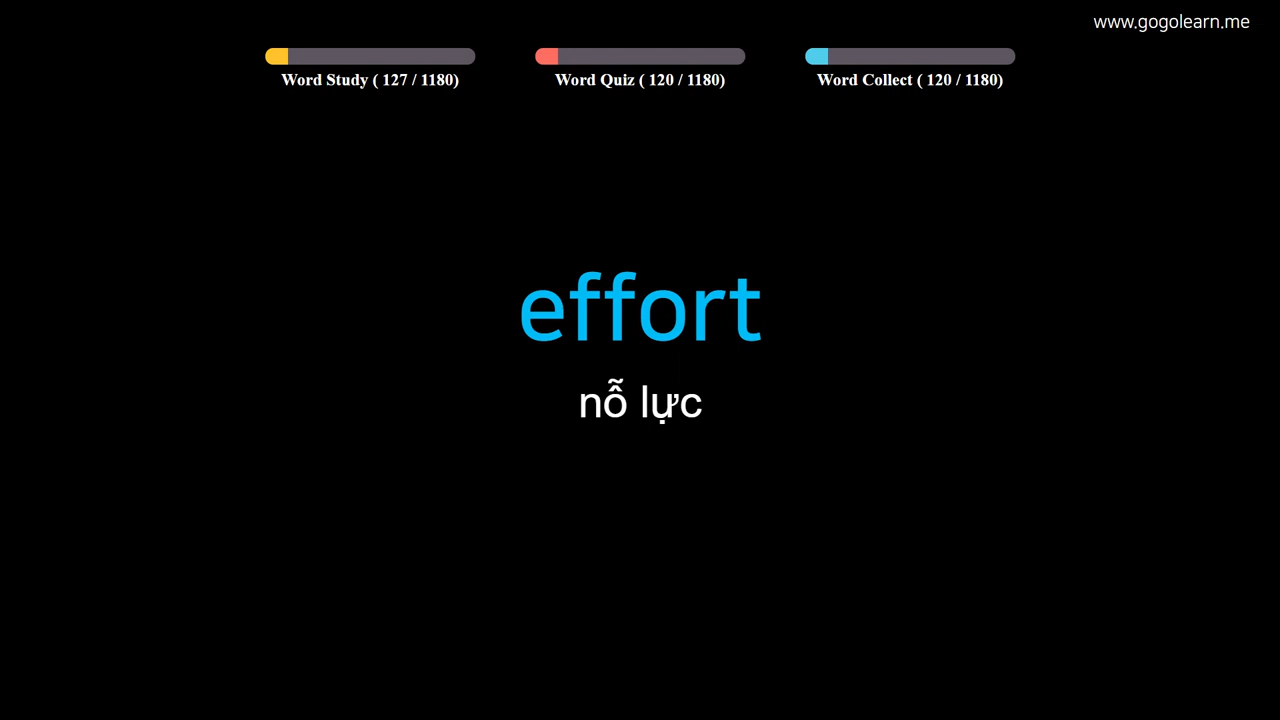 www.gogolearn.me
Word Study ( 127 / 1180)
Word Quiz ( 120 / 1180)
Word Collect ( 120 / 1180)
effort
nỗ lực